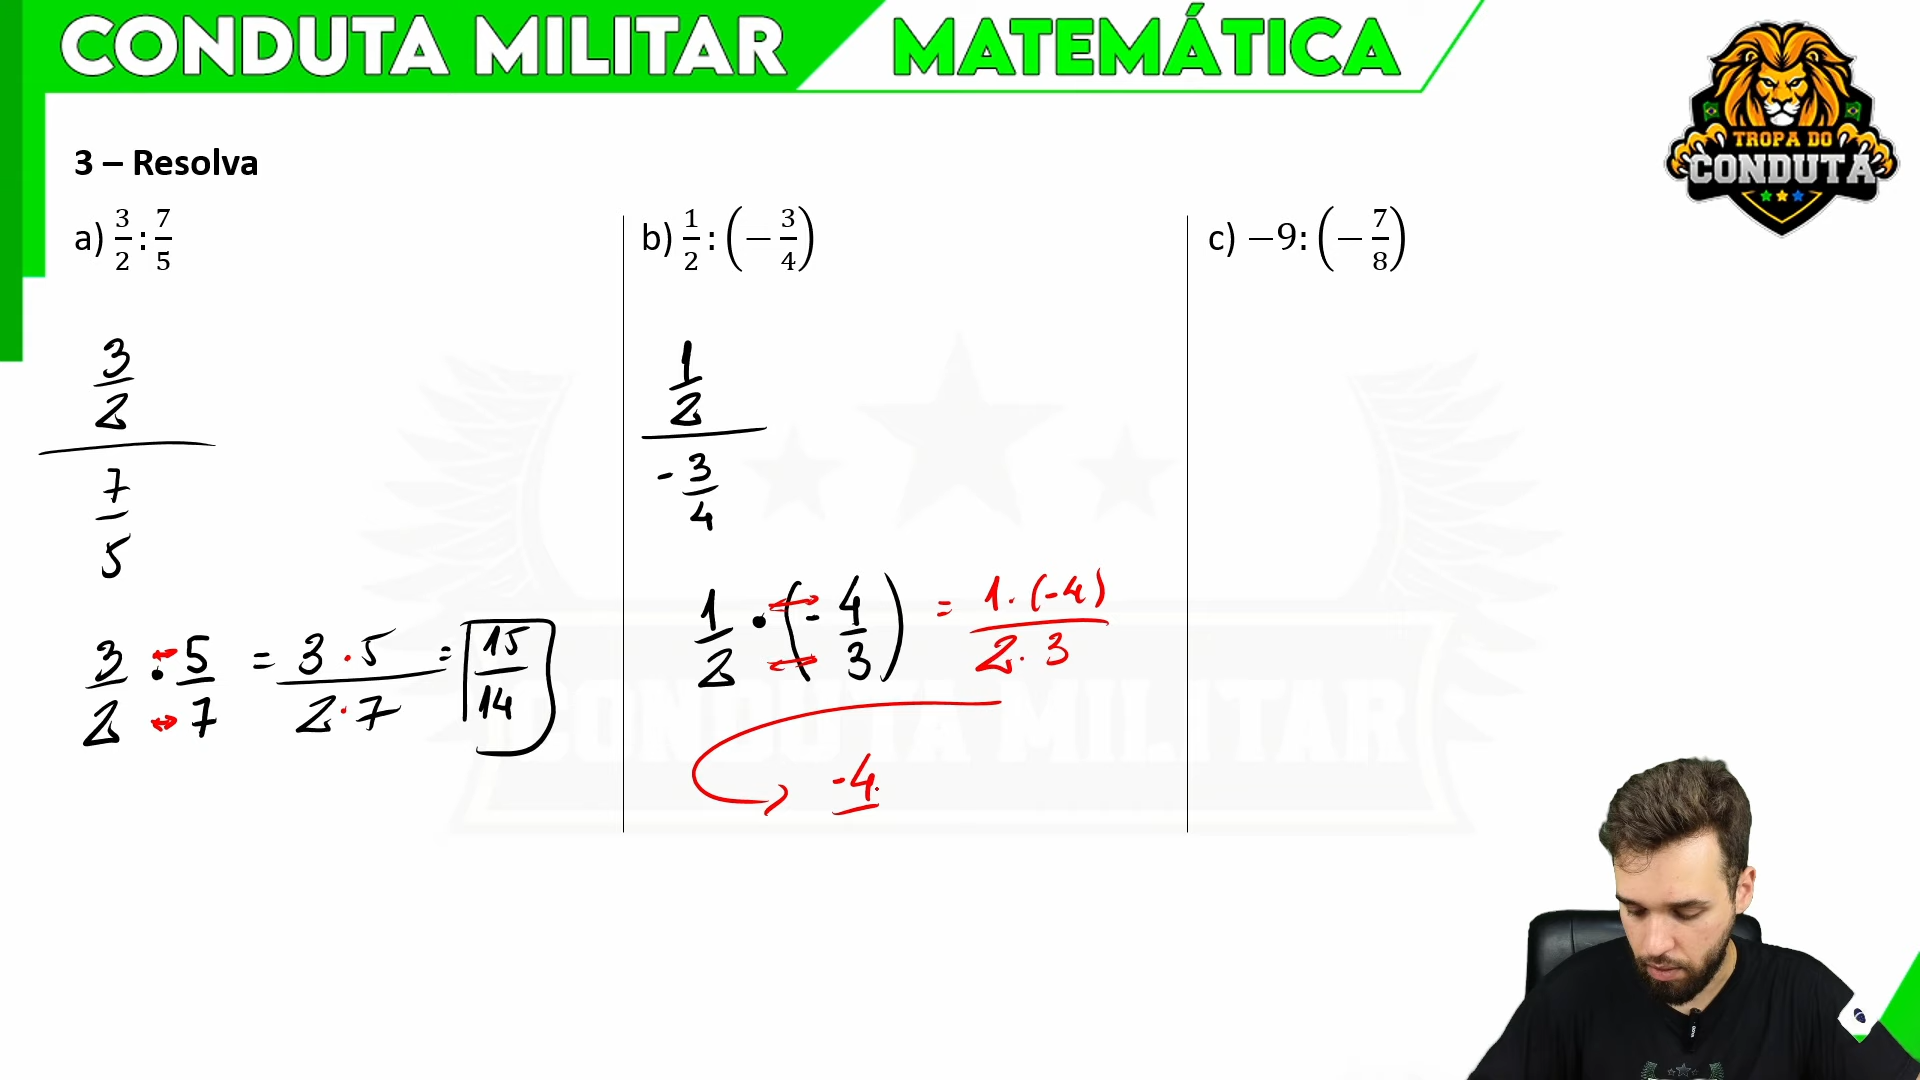 CONDUTA MILITAR MATEMÁTICA
TROPA DO
CONDUTA
3 – Resolva
a) 3/2 : 7/5
b) 1/2 : (− 3/4)
c) −9: (− 7/8)
3/2
7/5
3/2 . 5/7 = 3 . 5 / 2 . 7 = 15/14
1/2
- 3/4
1/2 . (- 4/3) = 1 . (-4) / 2 . 3
-4
CONDUTA MILITAR